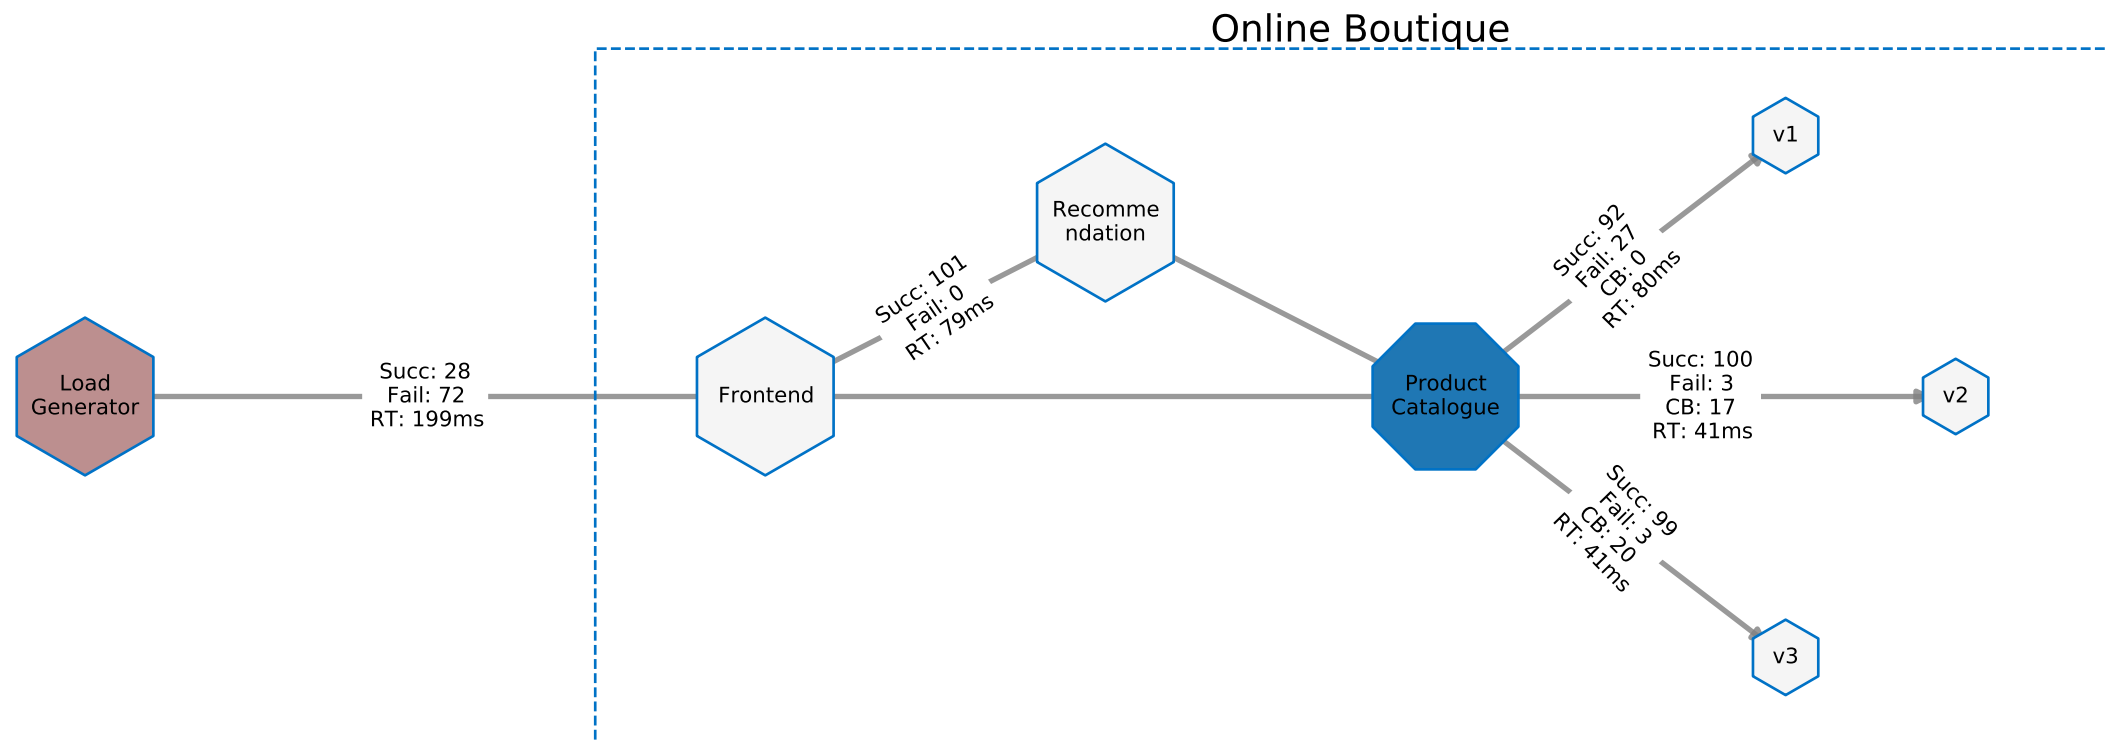 Online Boutique
v1
Recomme
ndation
Succ: 92
Fail: 27
CB: 0
RT: 80ms
Succ: 101
Fail: 0
RT: 79ms
Load
Generator
Succ: 28
Fail: 72
RT: 199ms
Frontend
Product
Catalogue
Succ: 100
Fail: 3
CB: 17
RT: 41ms
v2
Succ: 99
Fail: 3
CB: 20
RT: 41ms
v3